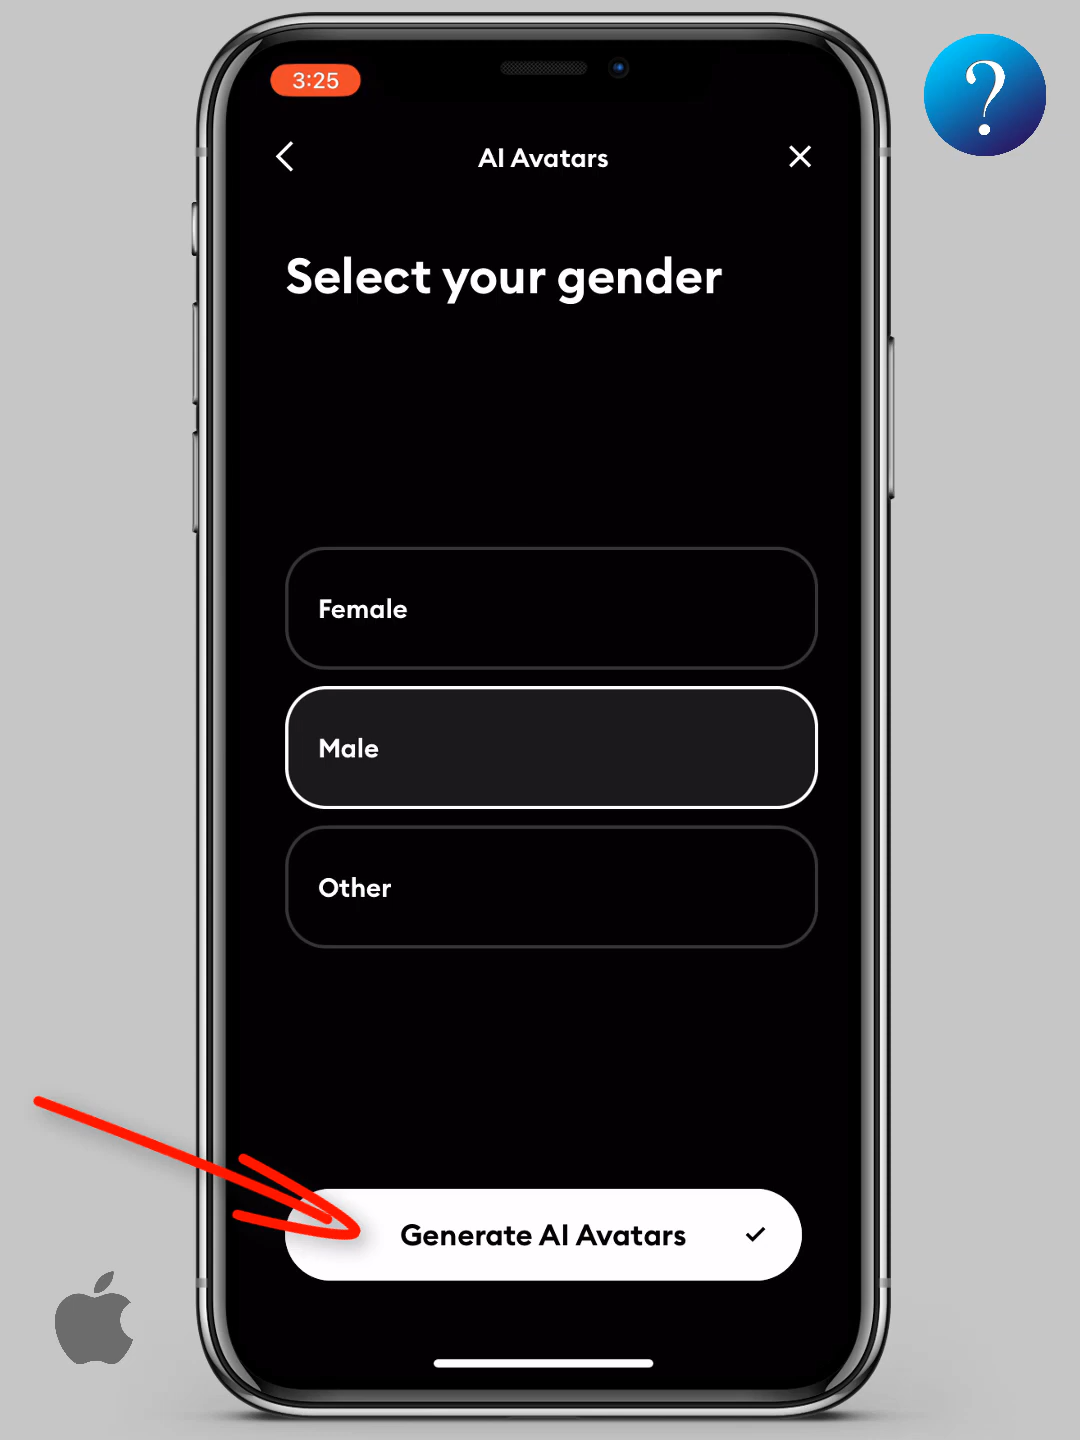 3:25
?
AI Avatars
Select your gender
Female
Male
Other
Generate AI Avatars